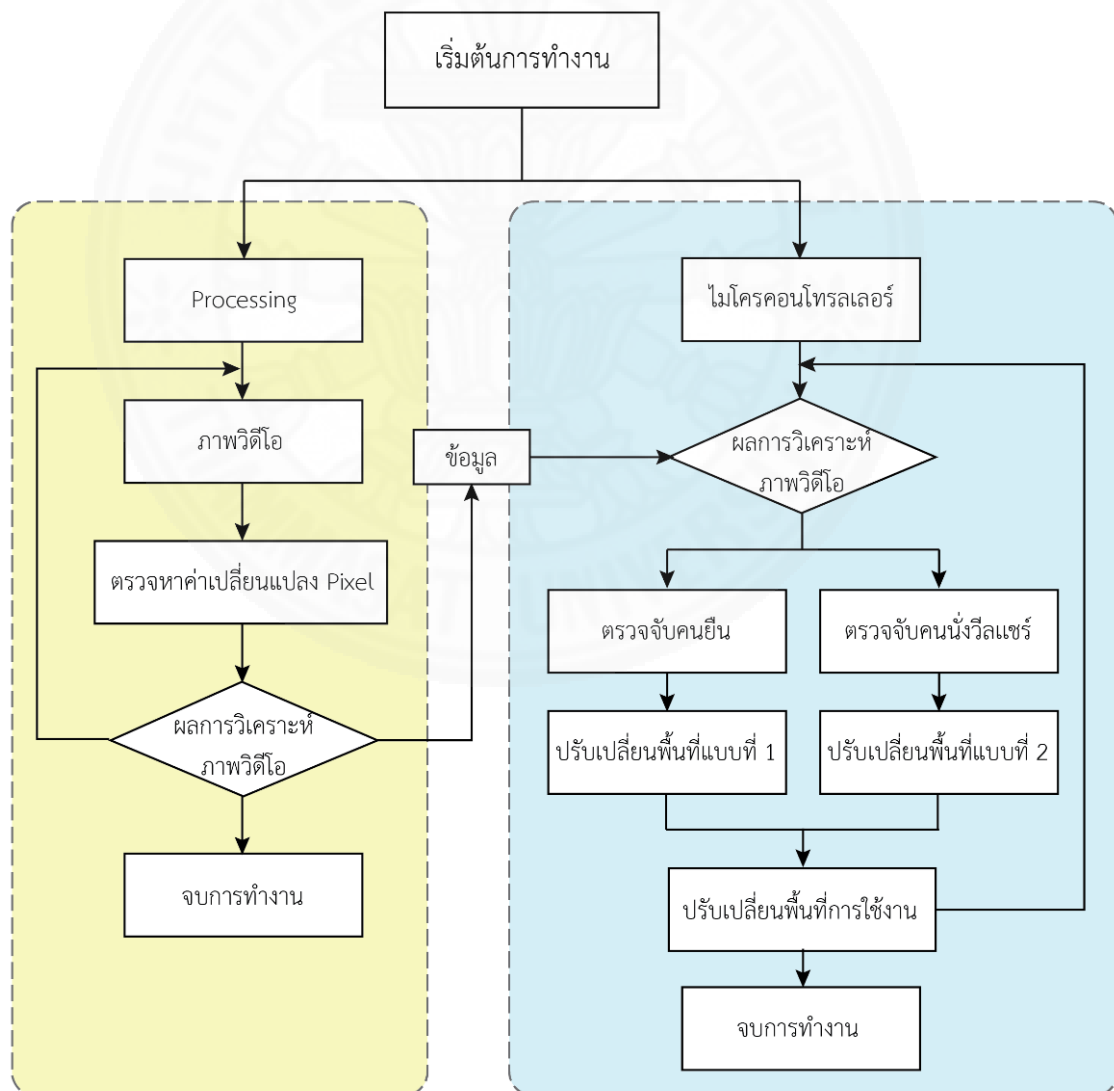 เริ่มต้นการทำงาน
Processing
ภาพวิดีโอ
ตรวจหาค่าเปลี่ยนแปลง Pixel
ผลการวิเคราะห์
ภาพวิดีโอ
จบการทำงาน
ข้อมูล
ไมโครคอนโทรลเลอร์
ผลการวิเคราะห์
ภาพวิดีโอ
ตรวจจับคนยืน
ตรวจจับคนนั่งวีลแชร์
ปรับเปลี่ยนพื้นที่แบบที่ 1
ปรับเปลี่ยนพื้นที่แบบที่ 2
ปรับเปลี่ยนพื้นที่การใช้งาน
จบการทำงาน